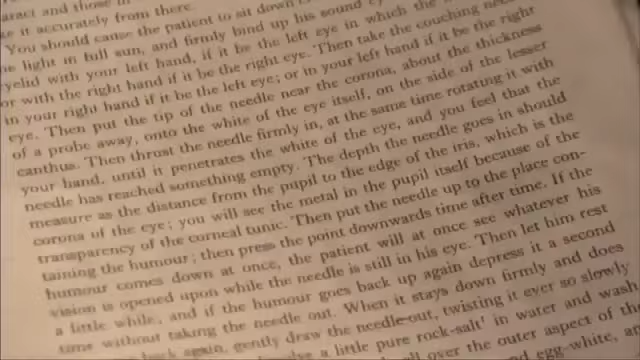 aract and those in
se it accurately from there.
You should cause the patient to sit down
he light in full sun, and firmly bind up his sound ey
yelid with your left hand, if it be the left eye in which the
or with the right hand if it be the right eye. Then take the couching nee
in your right hand if it be the left eye; or in your left hand if it be the right
eye. Then put the tip of the needle near the corona, about the thickness
of a probe away, onto the white of the eye itself, on the side of the lesser
canthus. Then thrust the needle firmly in, at the same time rotating it with
your hand, until it penetrates the white of the eye, and you feel that the
needle has reached something empty. The depth the needle goes in should
measure as the distance from the pupil to the edge of the iris, which is the
corona of the eye; you will see the metal in the pupil itself because of the
transparency of the corneal tunic. Then put the needle up to the place con-
taining the humour; then press the point downwards time after time. If the
humour comes down at once, the patient will at once see whatever his
vision is opened upon while the needle is still in his eye. Then let him rest
a little while, and if the humour goes back up again depress it a second
time without taking the needle out. When it stays down firmly and does
back again, gently draw the needle-out, twisting it ever so slowly
a little pure rock-salt in water and wash
over the outer aspect of the
egg-white, a